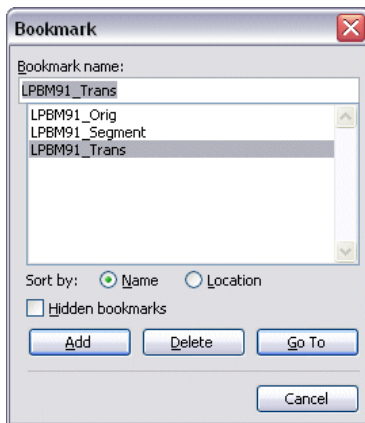 Bookmark
Bookmark name:
LPBM91_Trans
LPBM91_Orig
LPBM91_Segment
LPBM91_Trans
Sort by: Name Location
Hidden bookmarks
Add Delete Go To
Cancel